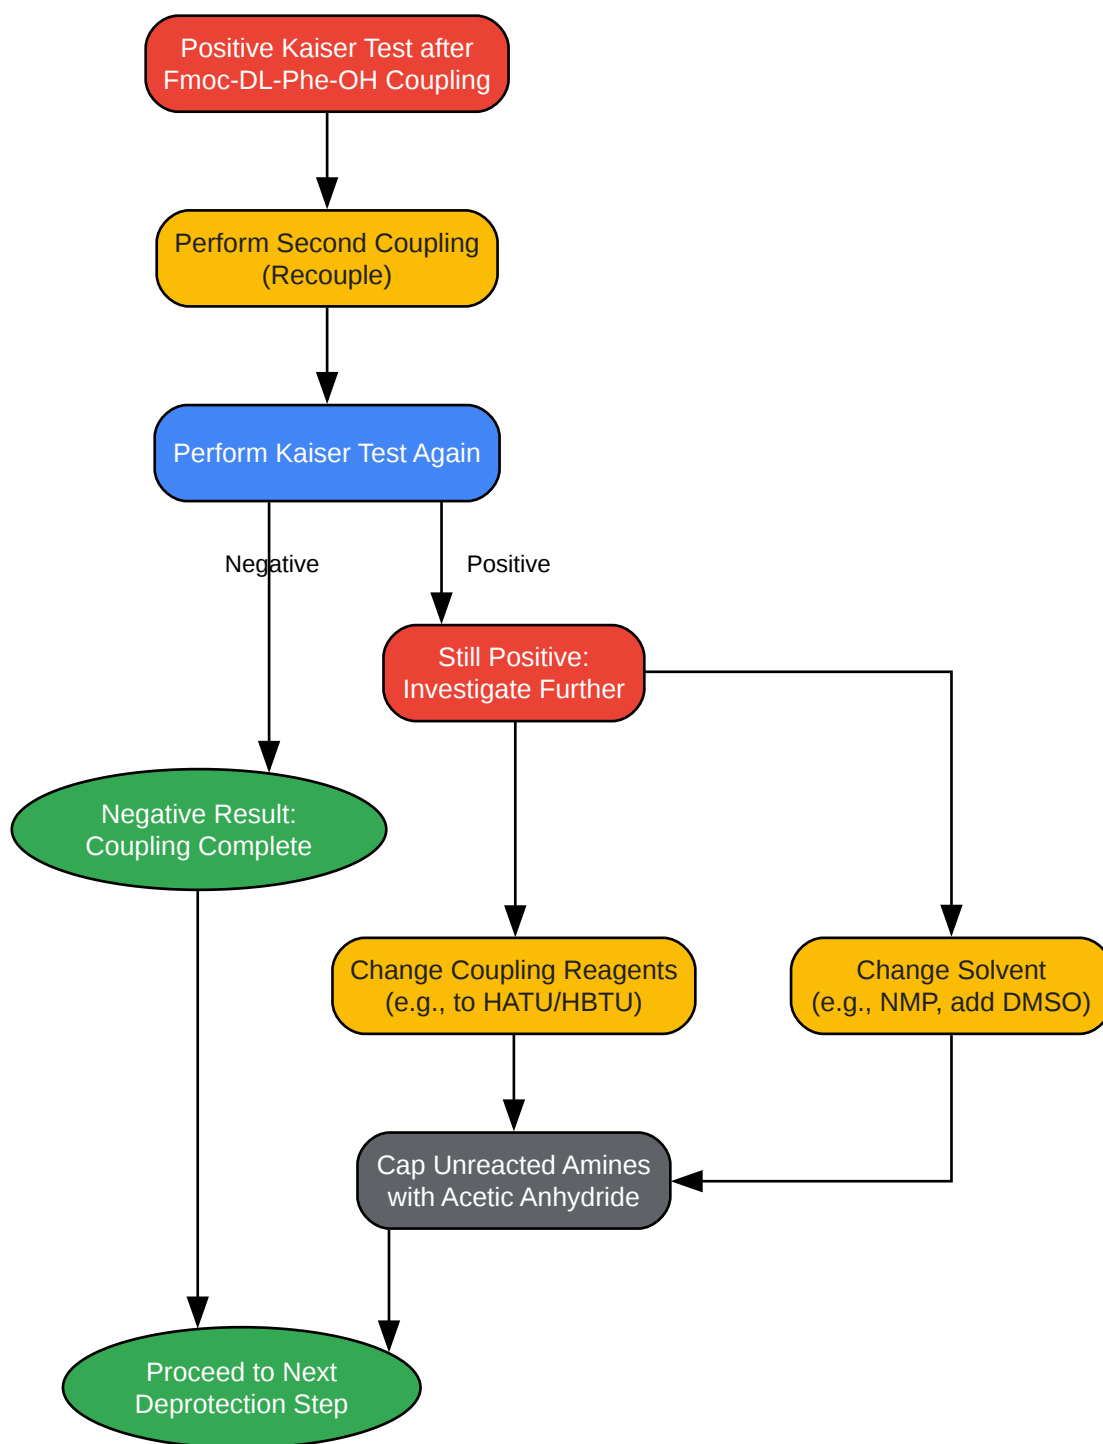 Positive Kaiser Test after
Fmoc-DL-Phe-OH Coupling
Perform Second Coupling
(Recouple)
Perform Kaiser Test Again
Negative
Positive
Still Positive:
Investigate Further
Negative Result:
Coupling Complete
Change Coupling Reagents
(e.g., to HATU/HBTU)
Change Solvent
(e.g., NMP, add DMSO)
Cap Unreacted Amines
with Acetic Anhydride
Proceed to Next
Deprotection Step